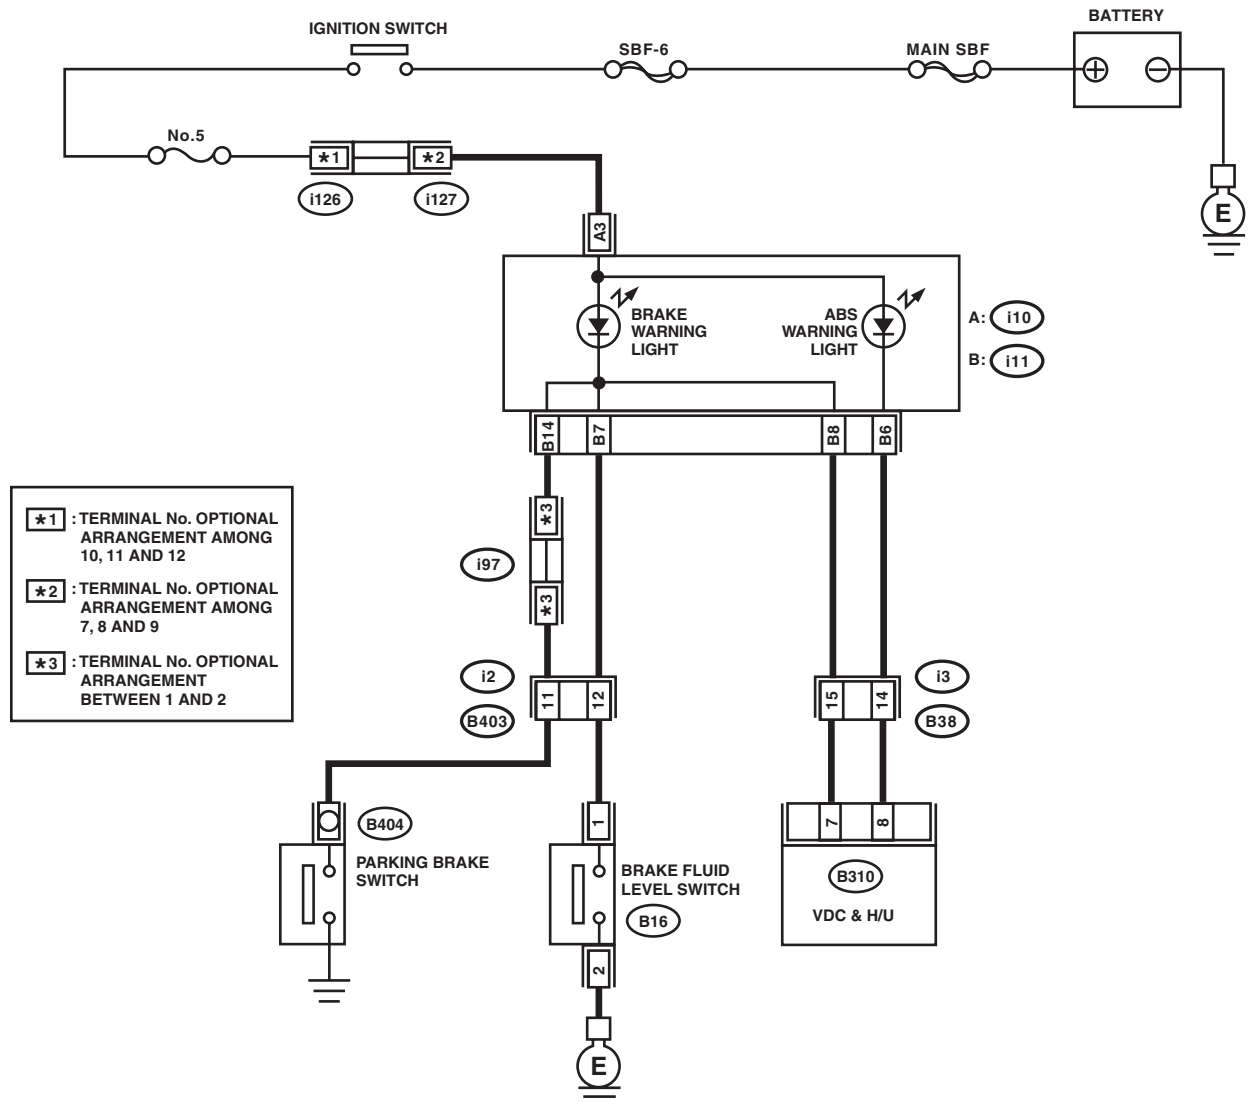 BATTERY
IGNITION SWITCH
SBF-6
MAIN SBF
No.5
*1
*2
i126
i127
E
A3
BRAKE
WARNING
LIGHT
ABS
WARNING
LIGHT
A: i10
B: i11
B14
B7
B8
B6
*3
i97
*3
*1 : TERMINAL No. OPTIONAL
ARRANGEMENT AMONG
10, 11 AND 12
*2 : TERMINAL No. OPTIONAL
ARRANGEMENT AMONG
7, 8 AND 9
*3 : TERMINAL No. OPTIONAL
ARRANGEMENT
BETWEEN 1 AND 2
i2
B403
11
12
15
14
i3
B38
B404
PARKING BRAKE
SWITCH
1
BRAKE FLUID
LEVEL SWITCH
B16
2
E
7
8
B310
VDC & H/U